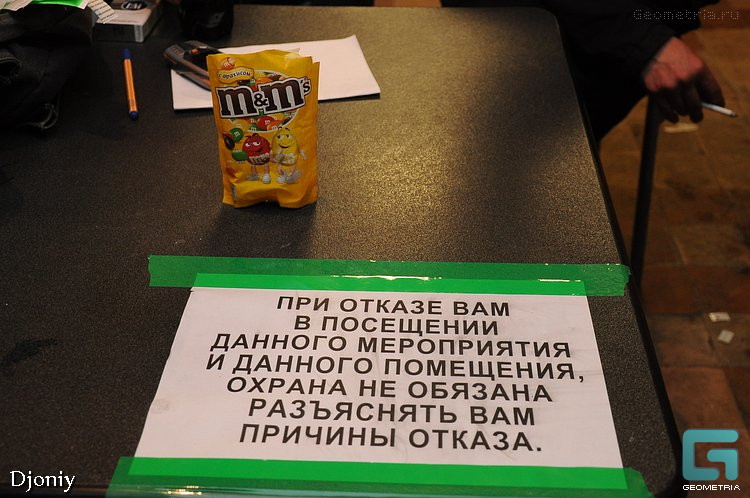 Geometria.ru
С арахисом
m&m's
ПРИ ОТКАЗЕ ВАМ
В ПОСЕЩЕНИИ
ДАННОГО МЕРОПРИЯТИЯ
И ДАННОГО ПОМЕЩЕНИЯ,
ОХРАНА НЕ ОБЯЗАНА
РАЗЪЯСНЯТЬ ВАМ
ПРИЧИНЫ ОТКАЗА.
Djoniy
GEOMETRIA